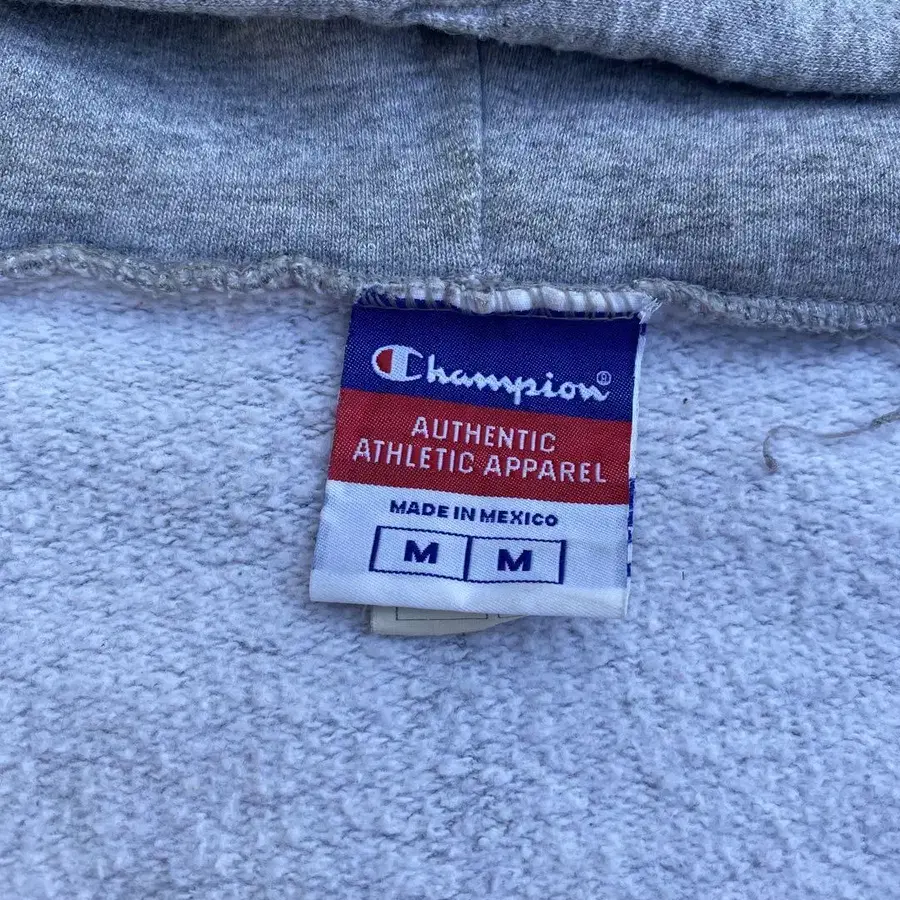 Champion®
AUTHENTIC
ATHLETIC APPAREL
MADE IN MEXICO
M M